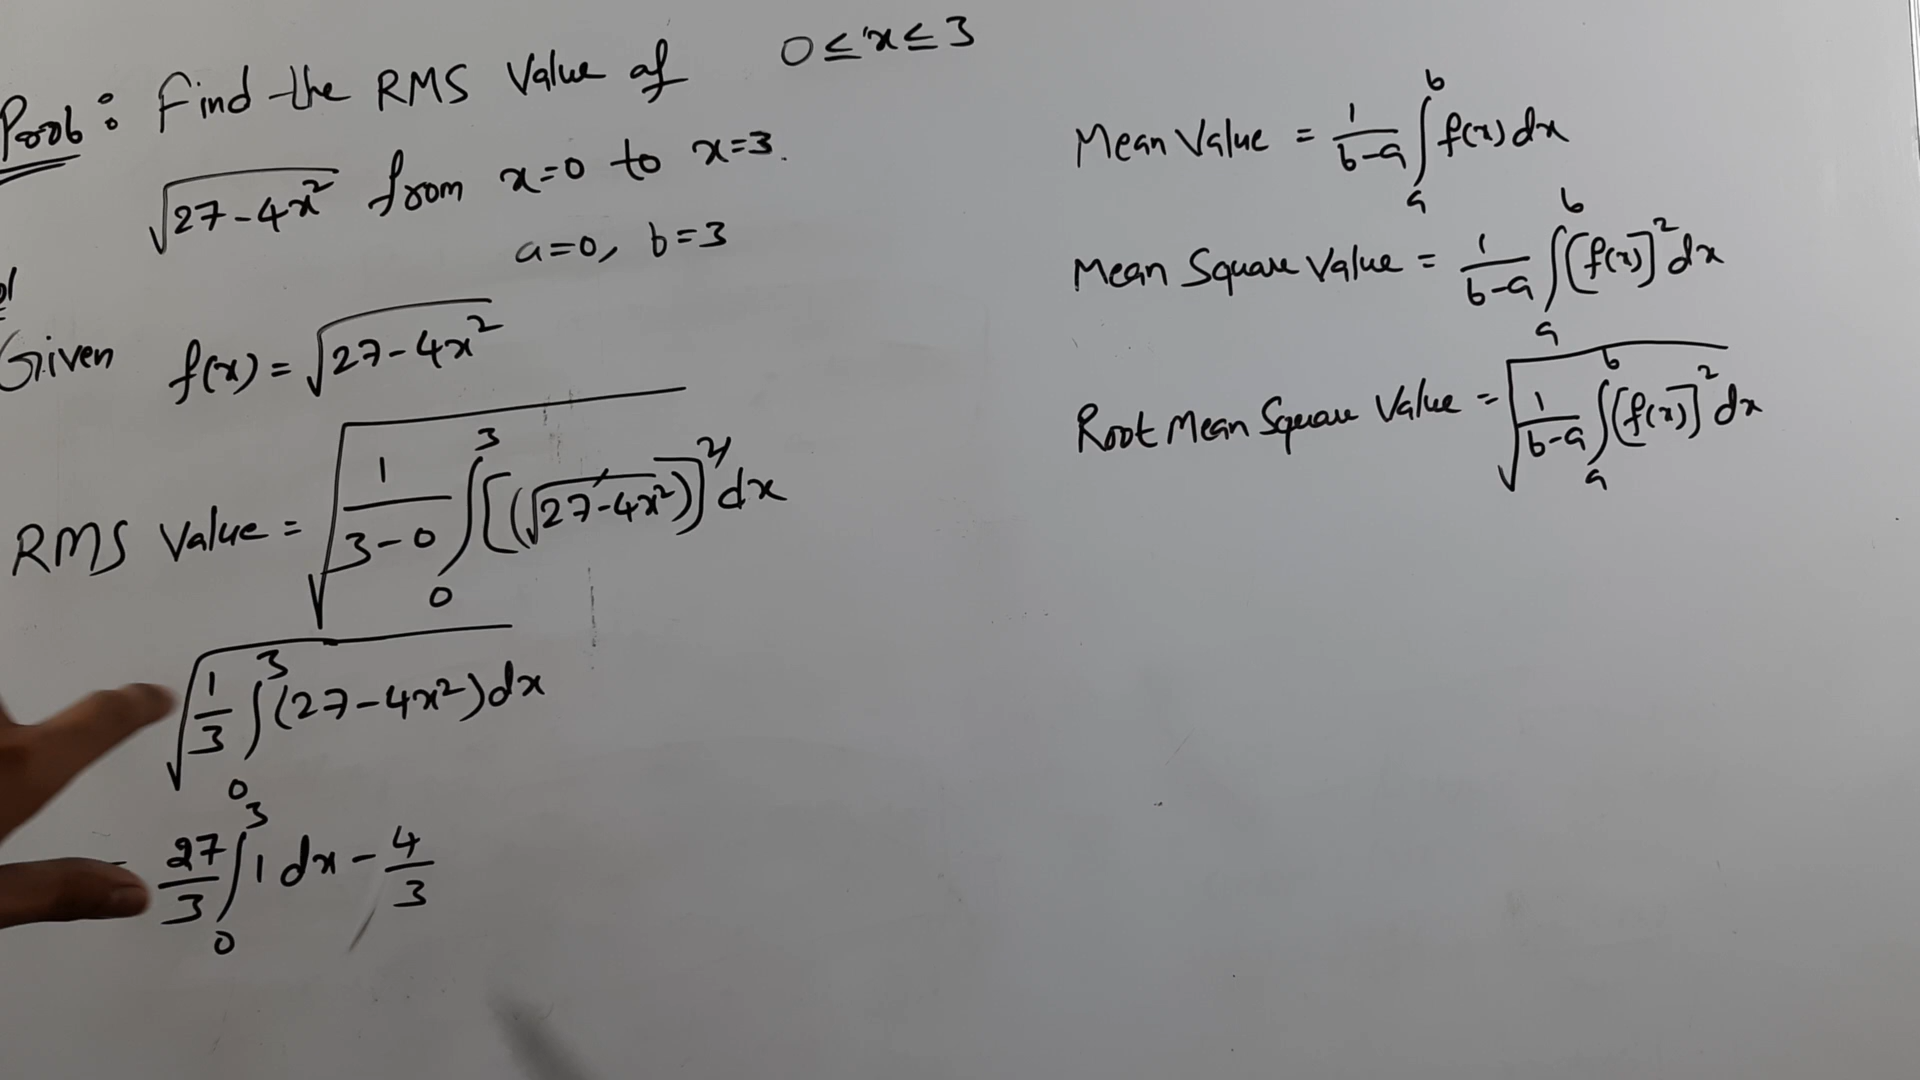 Prob: Find the RMS Value of 0 ≤ x ≤ 3
√(27-4x²) from x=0 to x=3.
a=0, b=3
Given f(x) = √(27-4x²)
RMS Value = √(1/(3-0) ∫₀³ [(√(27-4x²))]² dx
√(1/3 ∫₀³ (27-4x²) dx
27/3 ∫₀³ 1 dx - 4/3
Mean Value = 1/(b-a) ∫ₐᵇ f(x) dx
Mean Square Value = 1/(b-a) ∫ₐᵇ [f(x)]² dx
Root Mean Square Value = √(1/(b-a) ∫ₐᵇ [f(x)]² dx